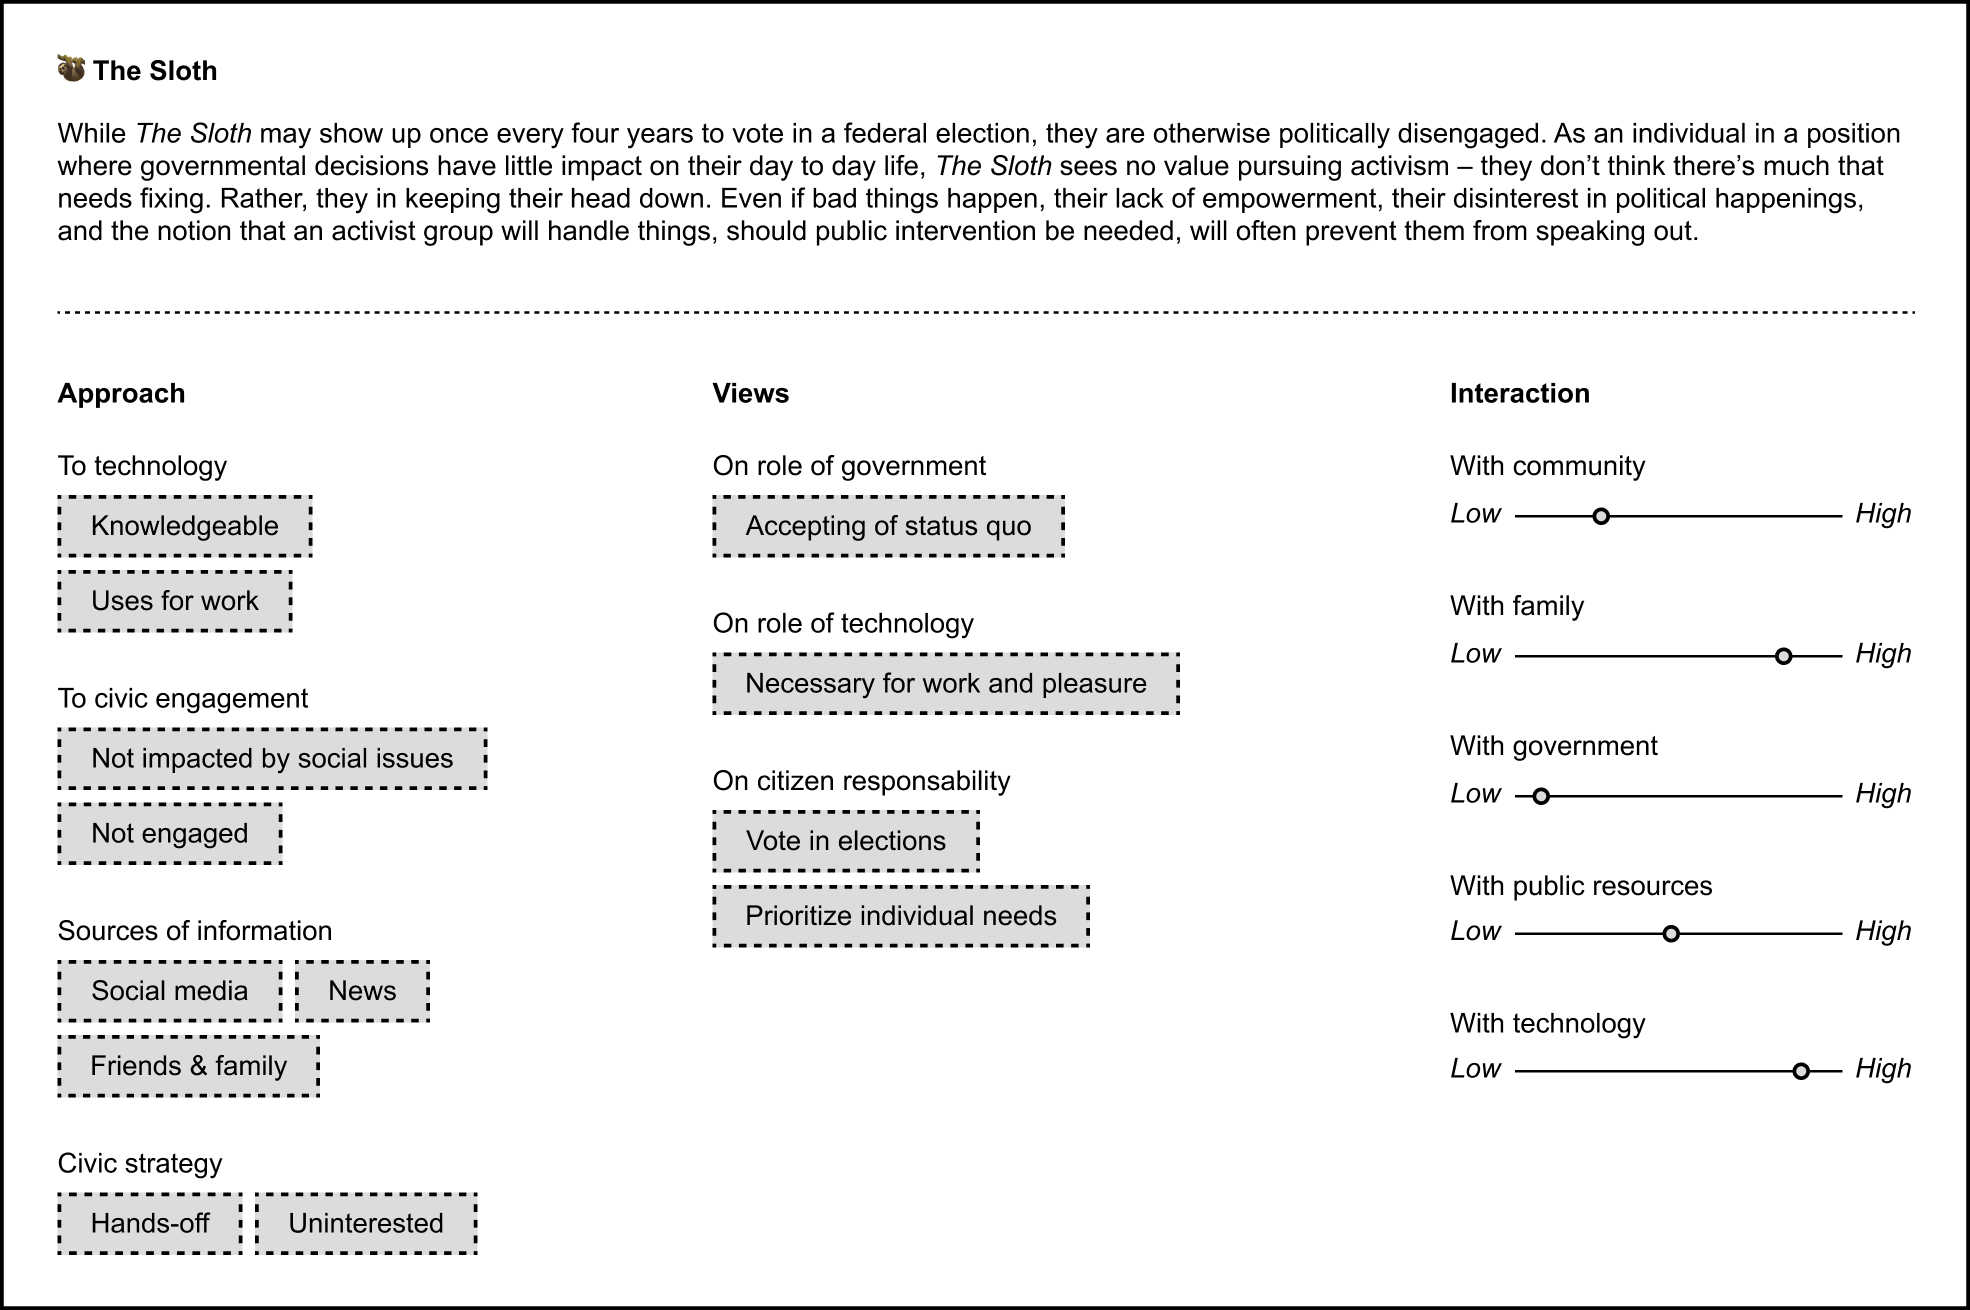 The Sloth
While The Sloth may show up once every four years to vote in a federal election, they are otherwise politically disengaged. As an individual in a position
where governmental decisions have little impact on their day to day life, The Sloth sees no value pursuing activism – they don’t think there’s much that
needs fixing. Rather, they in keeping their head down. Even if bad things happen, their lack of empowerment, their disinterest in political happenings,
and the notion that an activist group will handle things, should public intervention be needed, will often prevent them from speaking out.
Approach
To technology
Knowledgeable
Uses for work
To civic engagement
Not impacted by social issues
Not engaged
Sources of information
Social media News
Friends & family
Civic strategy
Hands-off Uninterested
Views
On role of government
Accepting of status quo
On role of technology
Necessary for work and pleasure
On citizen responsability
Vote in elections
Prioritize individual needs
Interaction
With community
Low High
With family
Low High
With government
Low High
With public resources
Low High
With technology
Low High